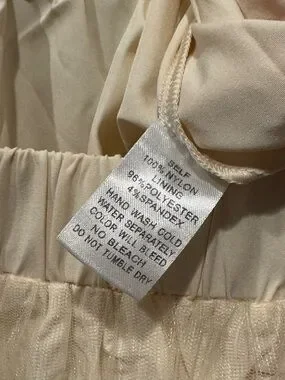 SELF
100% NYLON
LINING
96%POLYESTER
4%SPANDEX
HAND WASH COLD
WATER SEPARATELY
COLOR WILL BLEED
NO BLEACH
DO NOT TUMBLE DRY